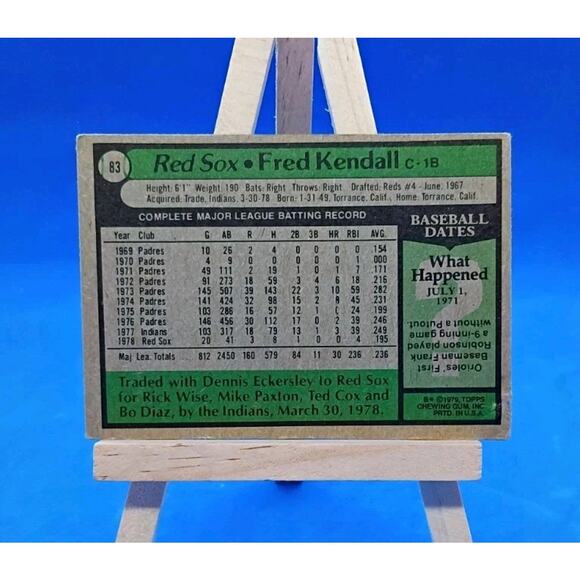 83
Red Sox • Fred Kendall C - 1B
Height: 6'1" Weight: 190 Bats: Right Throws: Right Drafted: Reds #4 - June, 1967
Acquired: Trade, Indians, 3-30-78 Born: 1-31-49, Torrance, Calif. Home: Torrance, Calif.
COMPLETE MAJOR LEAGUE BATTING RECORD
Year Club G AB R H 2B 3B HR RBI AVG.
1969 Padres 10 26 2 4 0 0 0 0 .154
1970 Padres 4 9 0 0 0 0 0 1 .000
1971 Padres 49 111 2 19 1 0 1 7 .171
1972 Padres 91 273 18 59 3 4 6 18 .216
1973 Padres 145 507 39 143 22 3 10 59 .282
1974 Padres 141 424 32 98 15 2 8 45 .231
1975 Padres 103 286 16 57 12 1 0 24 .199
1976 Padres 146 456 30 112 17 0 2 39 .246
1977 Indians 103 317 18 79 13 1 3 39 .249
1978 Red Sox 20 41 3 8 1 0 0 4 .195
Maj. Lea. Totals 812 2450 160 579 84 11 30 236 .236
Traded with Dennis Eckersley to Red Sox
for Rick Wise, Mike Paxton, Ted Cox and
Bo Diaz, by the Indians, March 30, 1978.
BASEBALL
DATES
What
Happened
JULY 1,
1971
?
Orioles' First
Baseman Frank
Robinson played
a 9-inning game
without Putout.
B* © 1979, TOPPS
CHEWING GUM, INC.
PRTD. IN U.S.A.